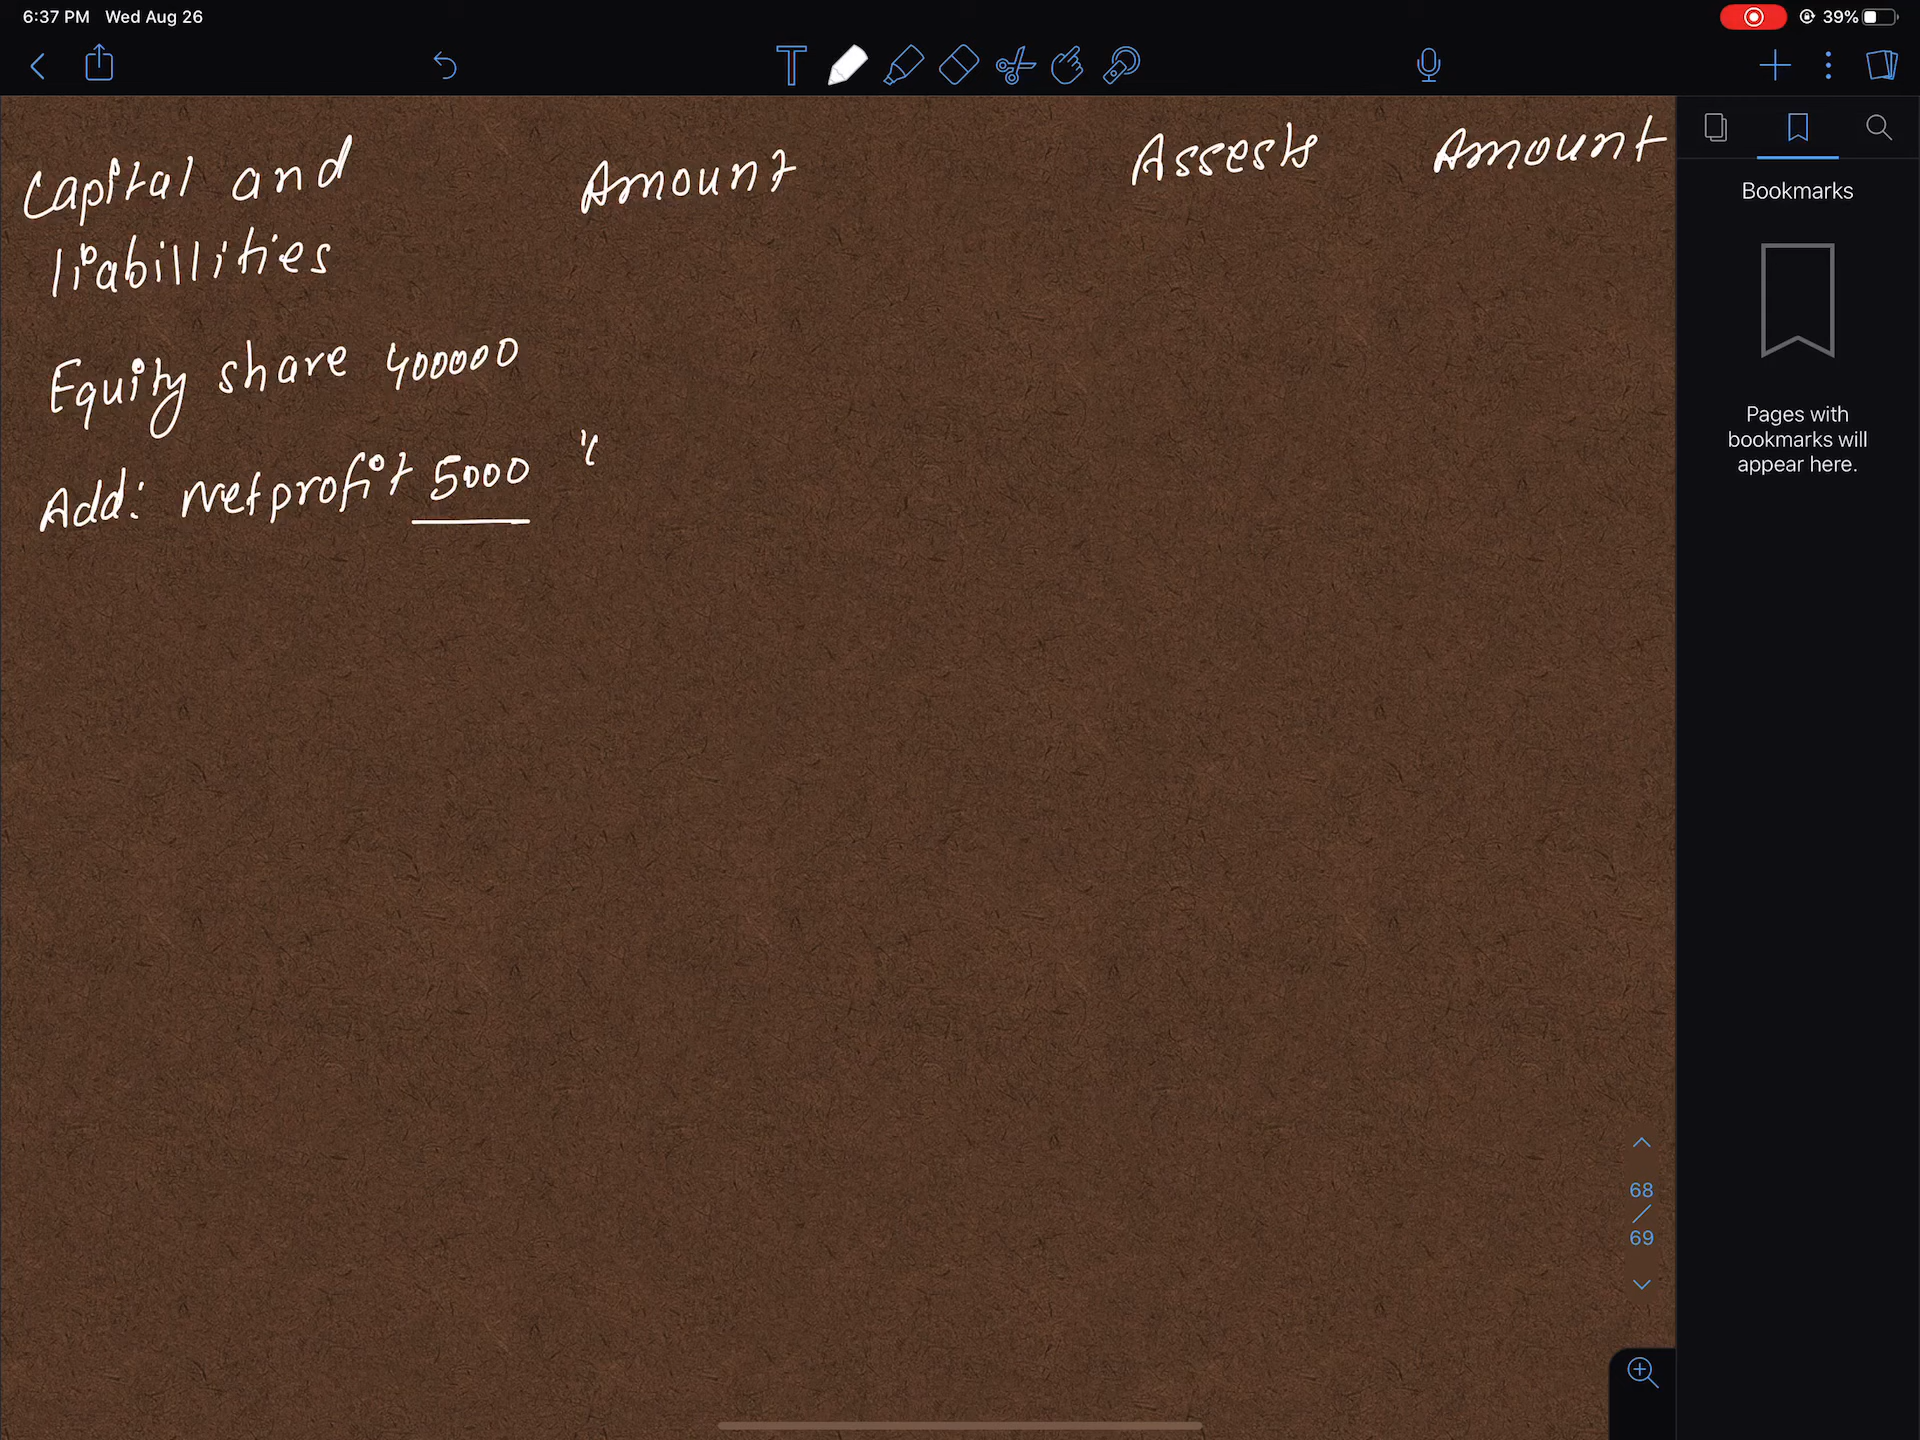 6:37 PM Wed Aug 26
39%
Capital and Amount Assests Amount
liabillities
Equity share 400000
Add: Netprofit 5000
Bookmarks
Pages with
bookmarks will
appear here.
68
/
69